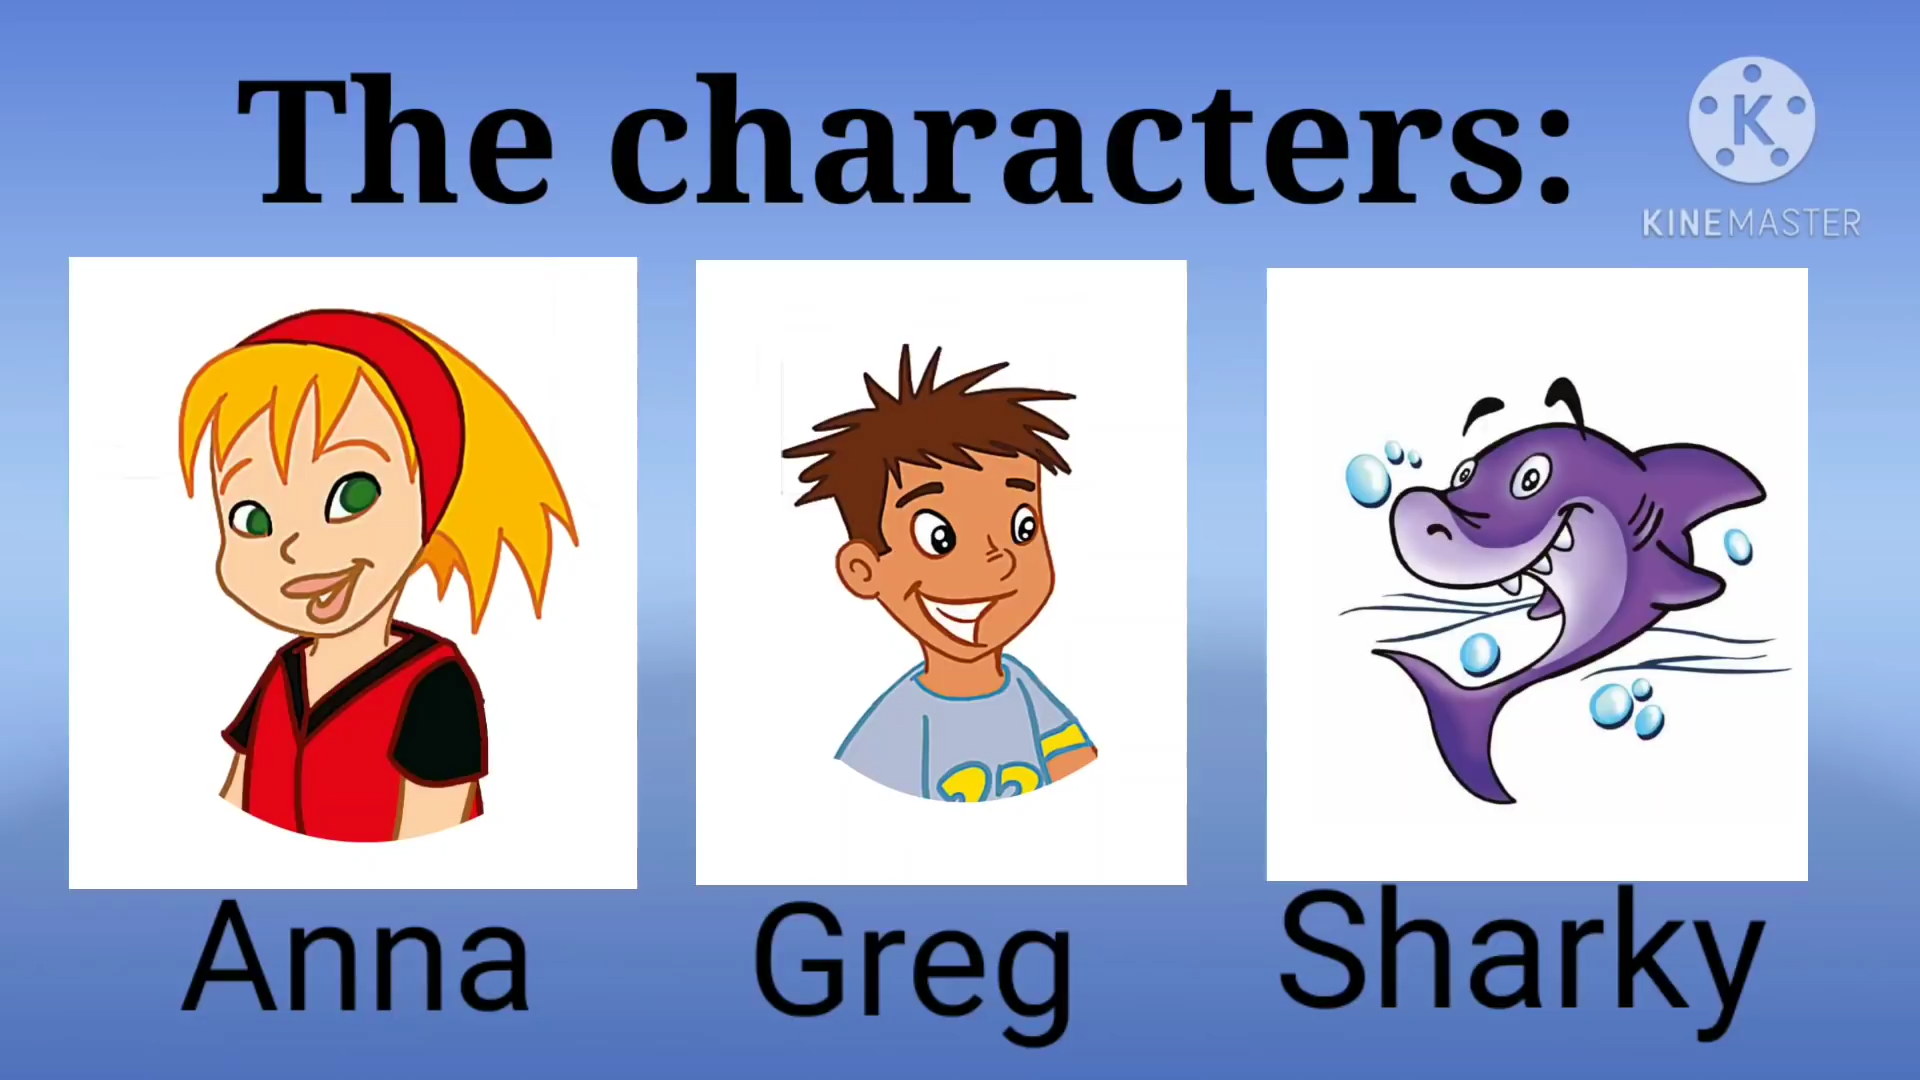 The characters:
K
KINEMASTER
Anna
Greg
Sharky